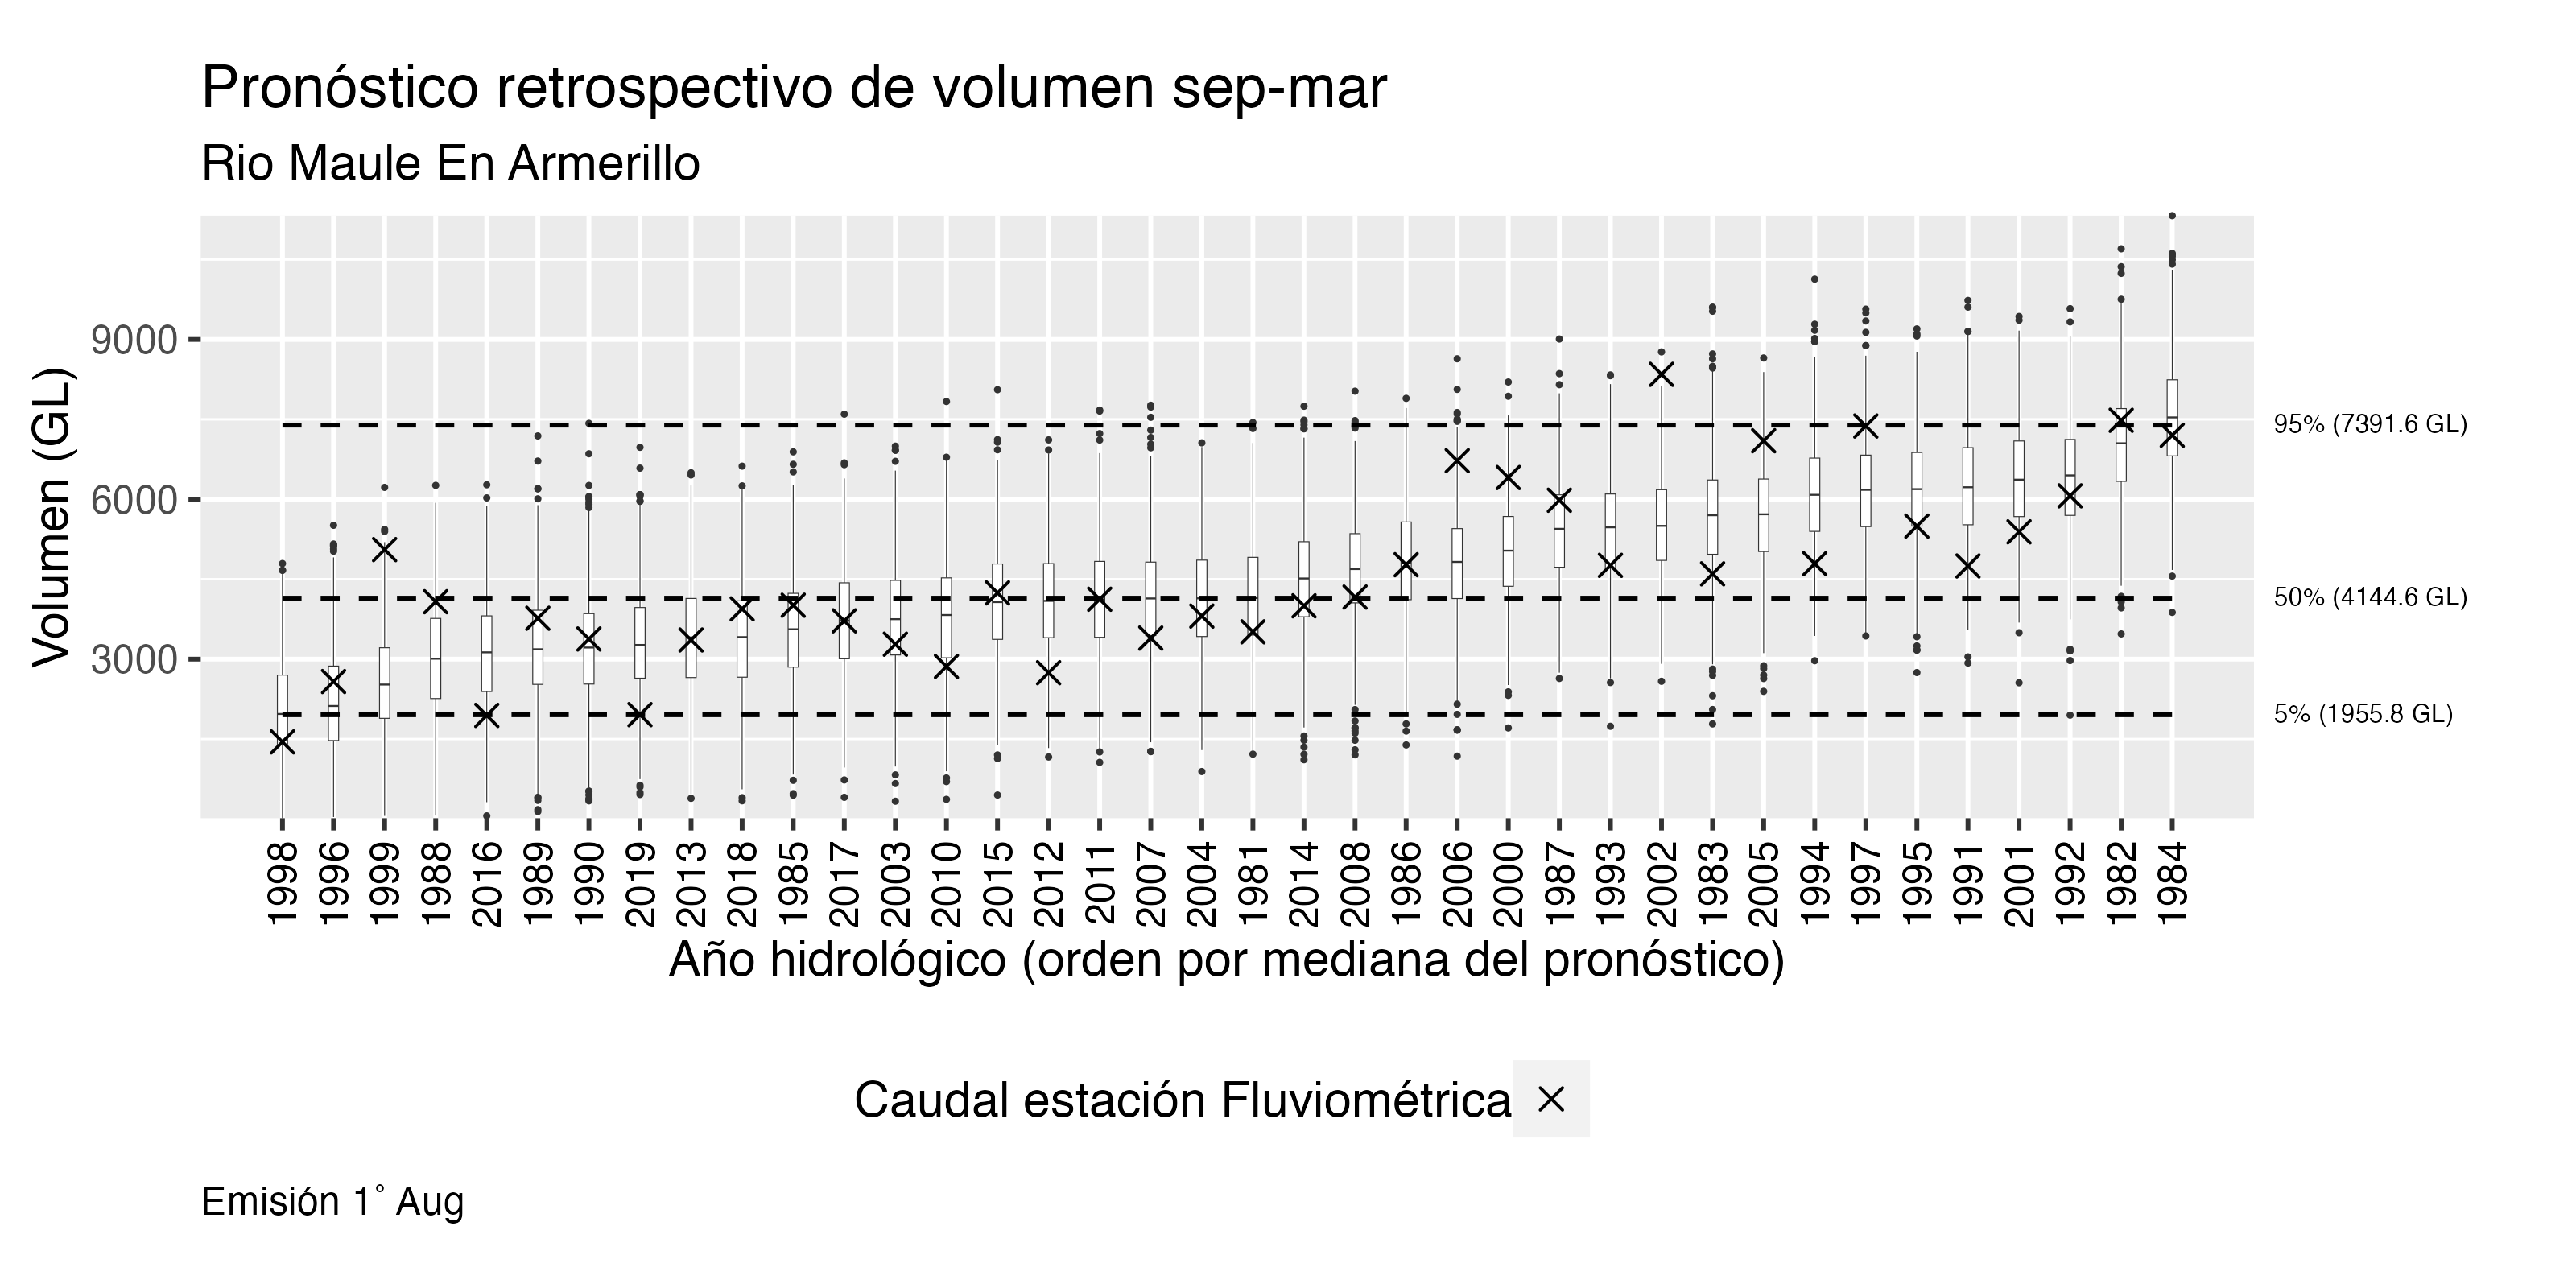 Pronóstico retrospectivo de volumen sep-mar
Rio Maule En Armerillo
Volumen (GL)
9000
6000
3000
95% (7391.6 GL)
50% (4144.6 GL)
5% (1955.8 GL)
1998 1996 1999 1988 2016 1989 1990 2019 2013 2018 1985 2017 2003 2010 2015 2012 2011 2007 2004 1981 2014 2008 1986 2006 2000 1987 1993 2002 1983 2005 1994 1997 1995 1991 2001 1992 1982 1984
Año hidrológico (orden por mediana del pronóstico)
Caudal estación Fluviométrica
Emisión 1° Aug